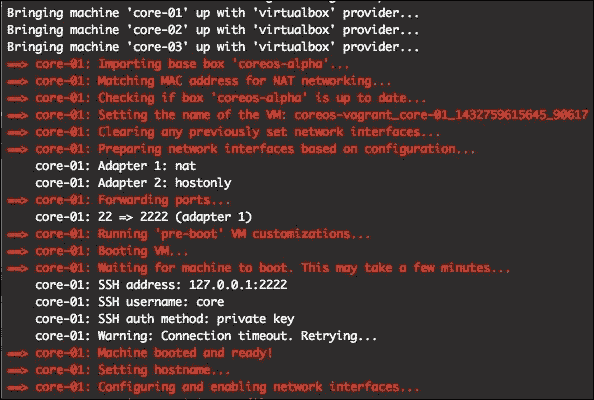 Bringing machine 'core-01' up with 'virtualbox' provider...
Bringing machine 'core-02' up with 'virtualbox' provider...
Bringing machine 'core-03' up with 'virtualbox' provider...
==> core-01: Importing base box 'coreos-alpha'...
==> core-01: Matching MAC address for NAT networking...
==> core-01: Checking if box 'coreos-alpha' is up to date...
==> core-01: Setting the name of the VM: coreos-vagrant_core-01_1432759615645_90617
==> core-01: Clearing any previously set network interfaces...
==> core-01: Preparing network interfaces based on configuration...
core-01: Adapter 1: nat
core-01: Adapter 2: hostonly
==> core-01: Forwarding ports...
core-01: 22 => 2222 (adapter 1)
==> core-01: Running 'pre-boot' VM customizations...
==> core-01: Booting VM...
==> core-01: Waiting for machine to boot. This may take a few minutes...
core-01: SSH address: 127.0.0.1:2222
core-01: SSH username: core
core-01: SSH auth method: private key
core-01: Warning: Connection timeout. Retrying...
==> core-01: Machine booted and ready!
==> core-01: Setting hostname...
==> core-01: Configuring and enabling network interfaces...